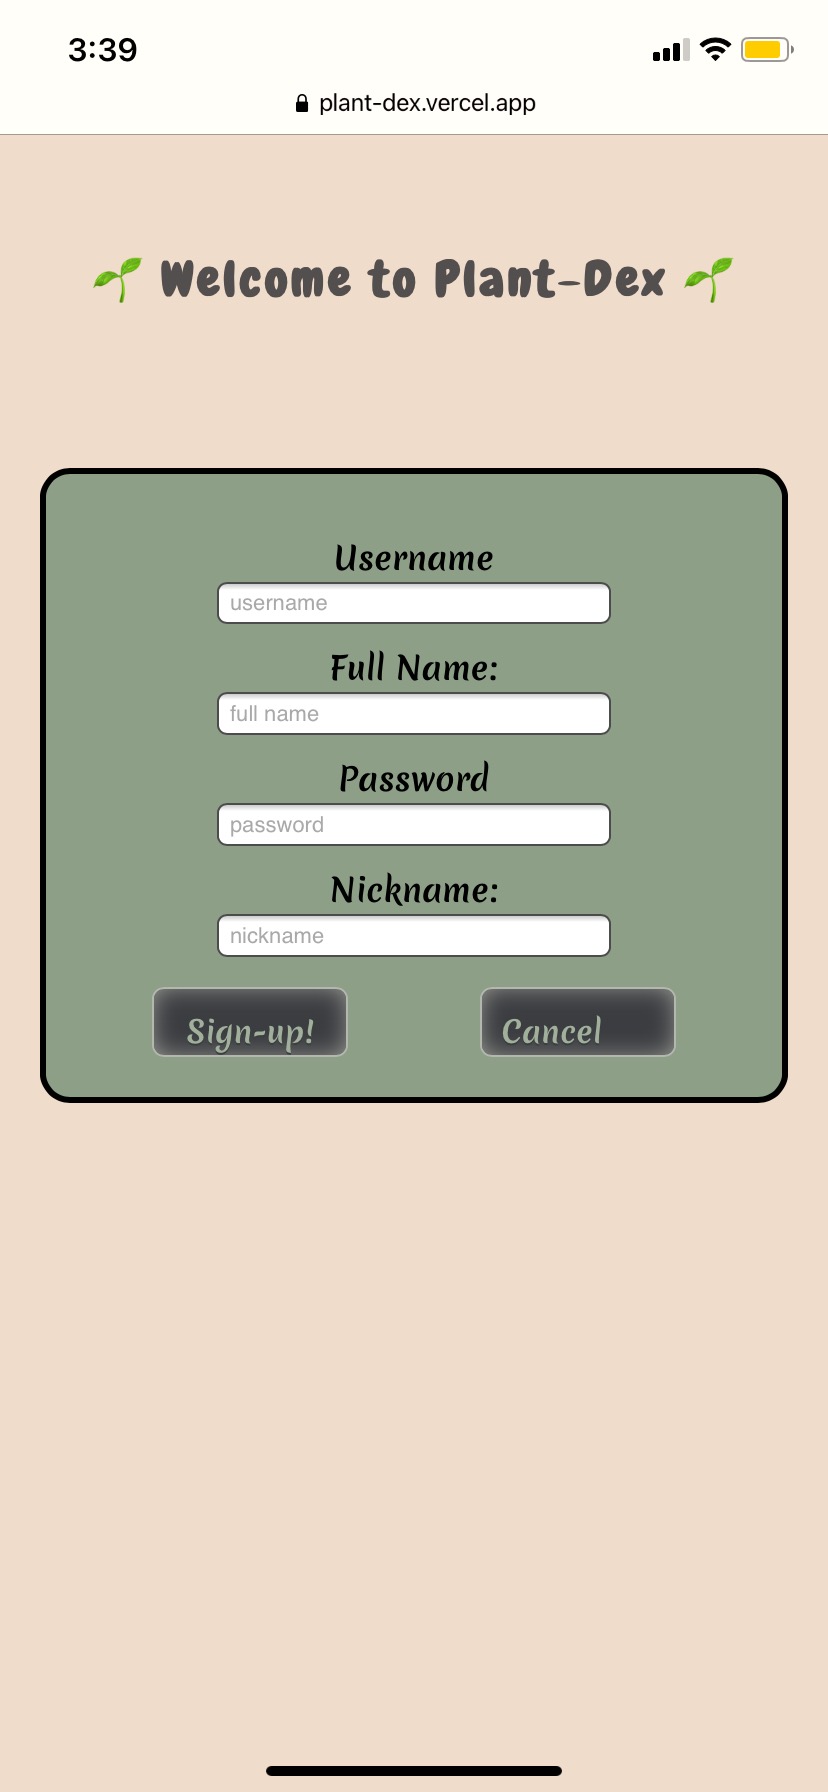 3:39
plant-dex.vercel.app
🌱 Welcome to Plant-Dex 🌱
Username
username
Full Name:
full name
Password
password
Nickname:
nickname
Sign-up! Cancel